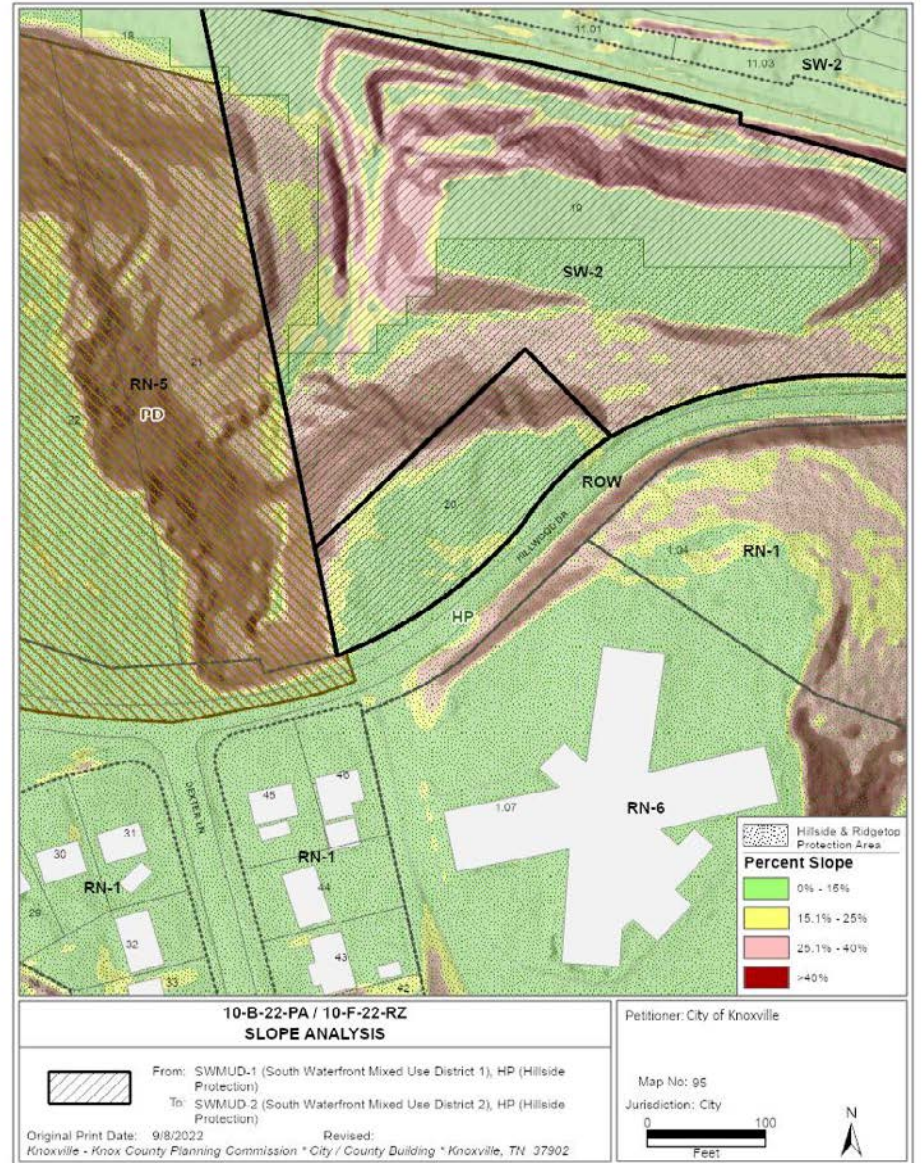 18
11.01
11.03
SW-2
19
SW-2
RN-5
21
PD
22
20
ROW
HILLWOOD DR
1.04
RN-1
HP
DEXTER LN
45
46
1.07
RN-6
31
30
RN-1
RN-1
44
29
32
43
33
42
Hillside & Ridgetop
Protection Area
Percent Slope
0% - 15%
15.1% - 25%
25.1% - 40%
>40%
10-B-22-PA / 10-F-22-RZ
SLOPE ANALYSIS
From: SWMUD-1 (South Waterfront Mixed Use District 1), HP (Hillside
Protection)
To: SWMUD-2 (South Waterfront Mixed Use District 2), HP (Hillside
Protection)
Original Print Date: 9/8/2022 Revised:
Knoxville - Knox County Planning Commission * City / County Building * Knoxville, TN 37902
Petitioner: City of Knoxville
Map No: 95
Jurisdiction: City
0 100
Feet
N